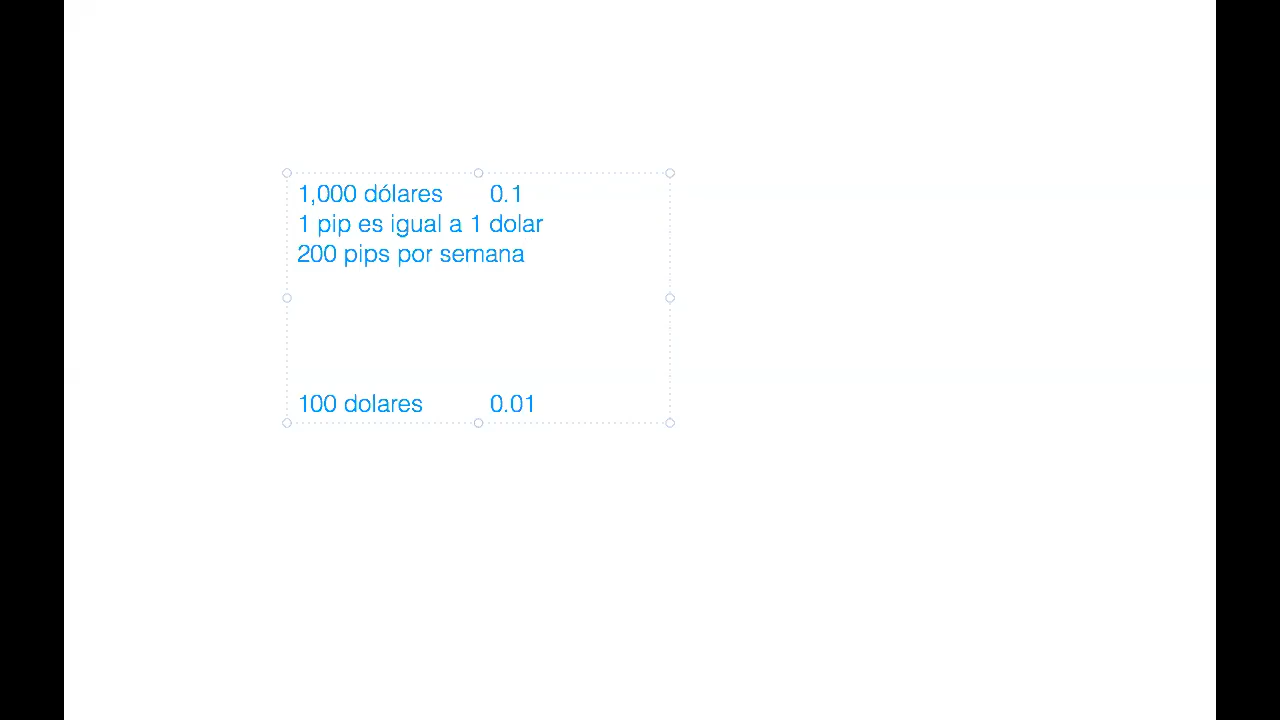 1,000 dólares 0.1
1 pip es igual a 1 dolar
200 pips por semana
100 dolares 0.01